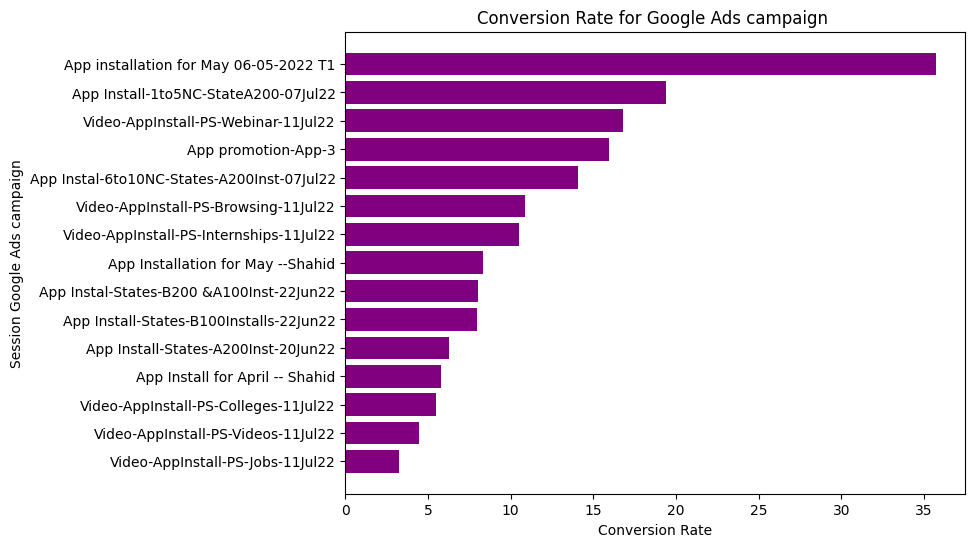 Conversion Rate for Google Ads campaign
Session Google Ads campaign
App installation for May 06-05-2022 T1
App Install-1to5NC-StateA200-07Jul22
Video-AppInstall-PS-Webinar-11Jul22
App promotion-App-3
App Instal-6to10NC-States-A200Inst-07Jul22
Video-AppInstall-PS-Browsing-11Jul22
Video-AppInstall-PS-Internships-11Jul22
App Installation for May --Shahid
App Instal-States-B200 &A100Inst-22Jun22
App Install-States-B100Installs-22Jun22
App Install-States-A200Inst-20Jun22
App Install for April -- Shahid
Video-AppInstall-PS-Colleges-11Jul22
Video-AppInstall-PS-Videos-11Jul22
Video-AppInstall-PS-Jobs-11Jul22
0 5 10 15 20 25 30 35
Conversion Rate